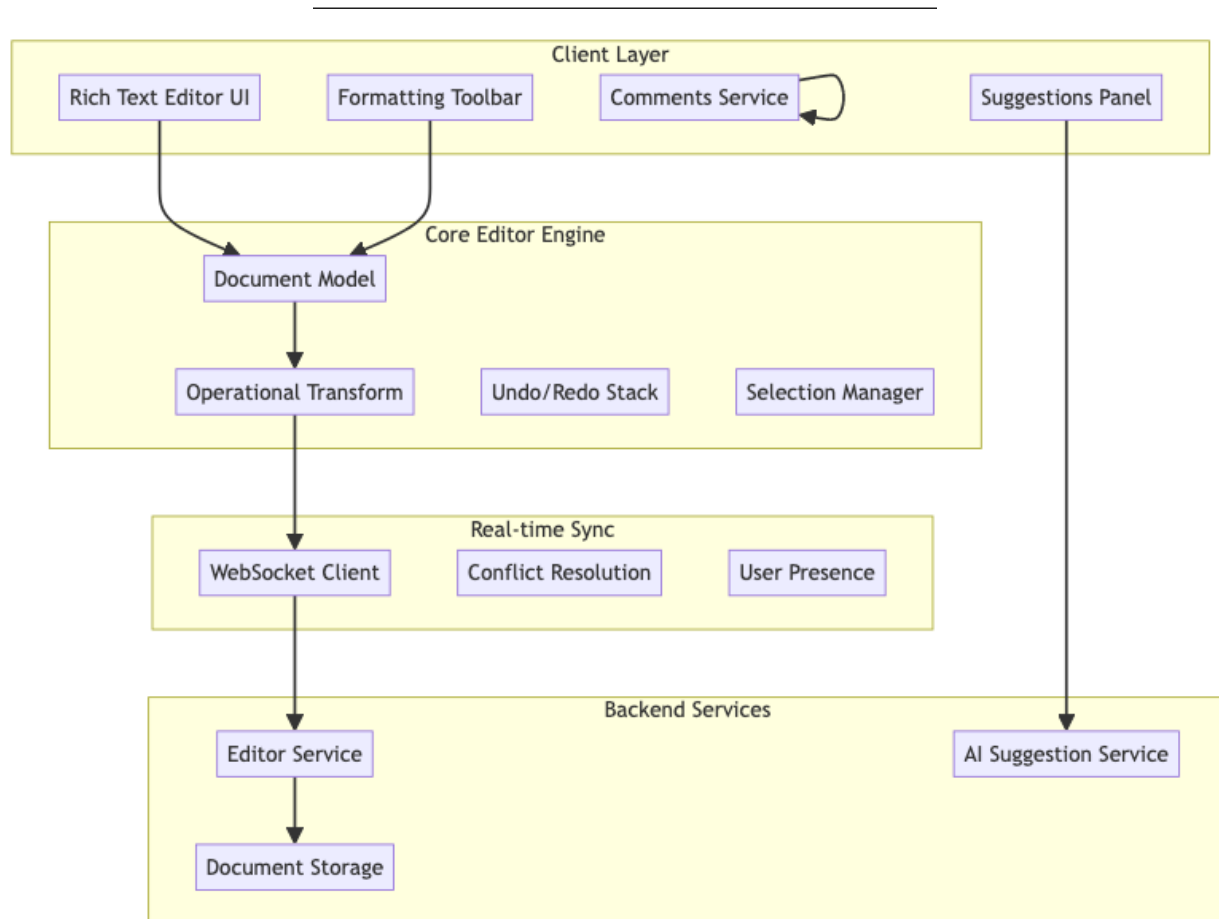 Client Layer
Rich Text Editor UI
Formatting Toolbar
Comments Service
Suggestions Panel
Core Editor Engine
Document Model
Operational Transform
Undo/Redo Stack
Selection Manager
Real-time Sync
WebSocket Client
Conflict Resolution
User Presence
Backend Services
Editor Service
AI Suggestion Service
Document Storage